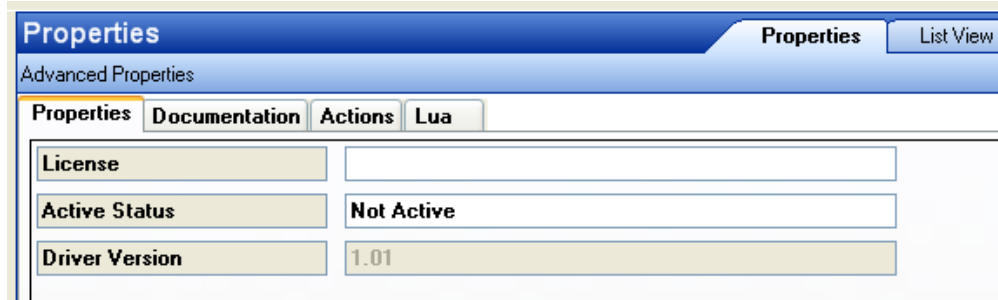 Properties Properties List View
Advanced Properties
Properties Documentation Actions Lua
License
Active Status Not Active
Driver Version 1.01